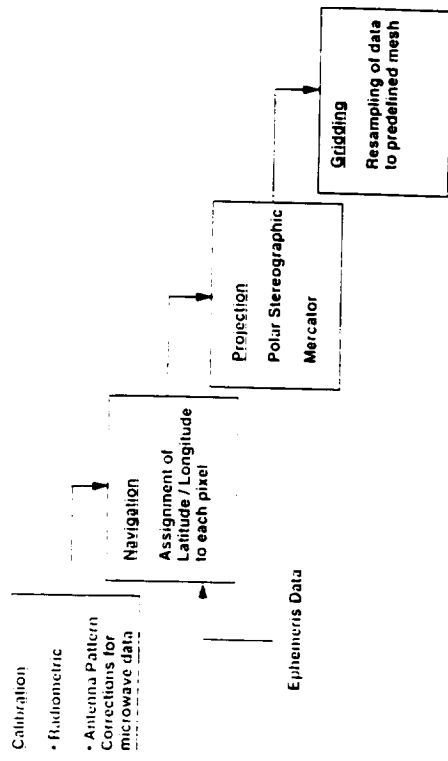 Calibration
• Radiometric
• Antenna Pattern
Corrections for
microwave data
Navigation
Assignment of
Latitude / Longitude
to each pixel
Ephemeris Data
Projection
Polar Stereographic
Mercator
Gridding
Resampling of data
to predefined mesh